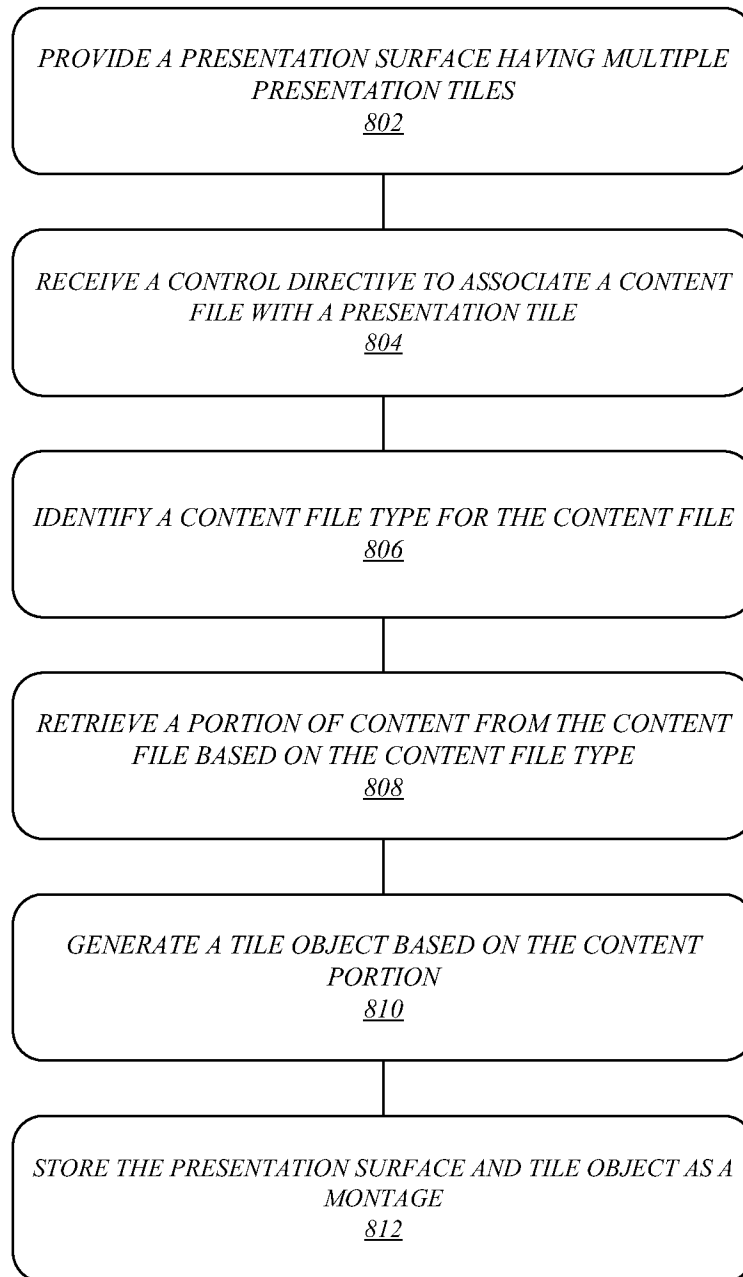 PROVIDE A PRESENTATION SURFACE HAVING MULTIPLE
PRESENTATION TILES
802
RECEIVE A CONTROL DIRECTIVE TO ASSOCIATE A CONTENT
FILE WITH A PRESENTATION TILE
804
IDENTIFY A CONTENT FILE TYPE FOR THE CONTENT FILE
806
RETRIEVE A PORTION OF CONTENT FROM THE CONTENT
FILE BASED ON THE CONTENT FILE TYPE
808
GENERATE A TILE OBJECT BASED ON THE CONTENT
PORTION
810
STORE THE PRESENTATION SURFACE AND TILE OBJECT AS A
MONTAGE
812